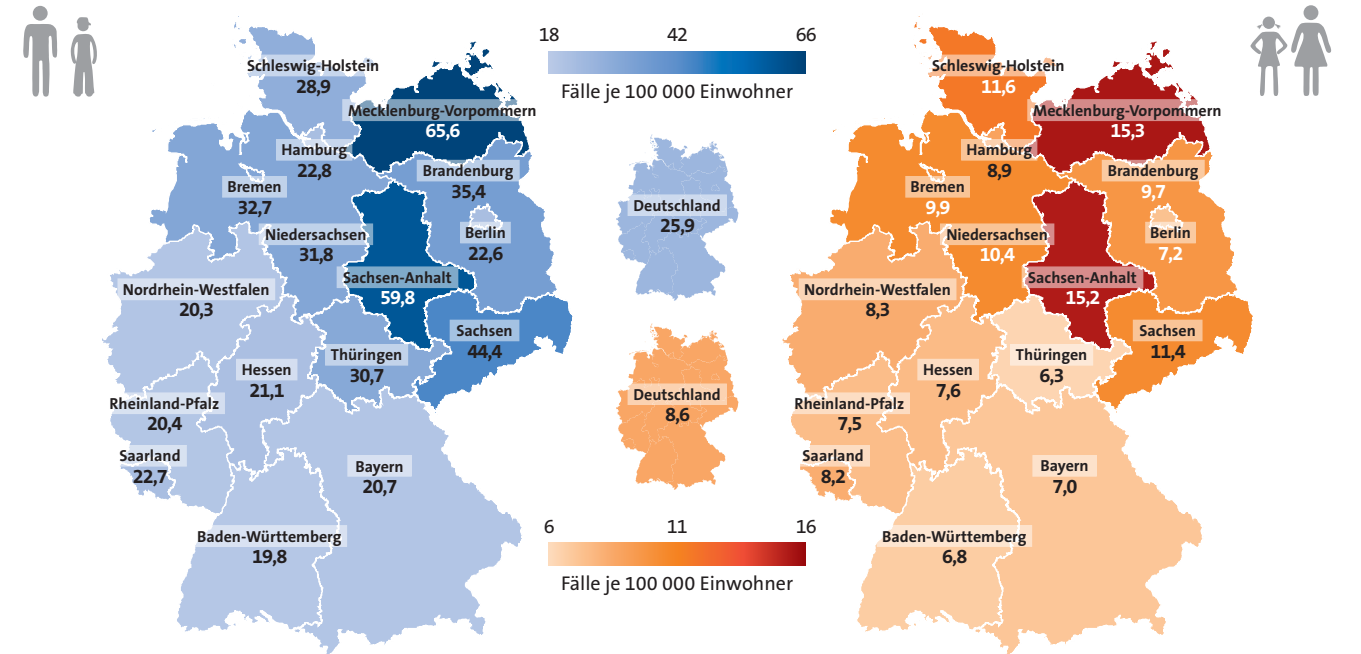 18 42 66
Fälle je 100 000 Einwohner
Schleswig-Holstein
28,9
Mecklenburg-Vorpommern
65,6
Hamburg
22,8
Brandenburg
35,4
Bremen
32,7
Niedersachsen
31,8
Berlin
22,6
Sachsen-Anhalt
59,8
Nordrhein-Westfalen
20,3
Sachsen
44,4
Thüringen
30,7
Hessen
21,1
Rheinland-Pfalz
20,4
Saarland
22,7
Bayern
20,7
Baden-Württemberg
19,8
Deutschland
25,9
Deutschland
8,6
6 11 16
Fälle je 100 000 Einwohner
Schleswig-Holstein
11,6
Mecklenburg-Vorpommern
15,3
Hamburg
8,9
Brandenburg
9,7
Bremen
9,9
Niedersachsen
10,4
Berlin
7,2
Sachsen-Anhalt
15,2
Nordrhein-Westfalen
8,3
Sachsen
11,4
Thüringen
6,3
Hessen
7,6
Rheinland-Pfalz
7,5
Saarland
8,2
Bayern
7,0
Baden-Württemberg
6,8